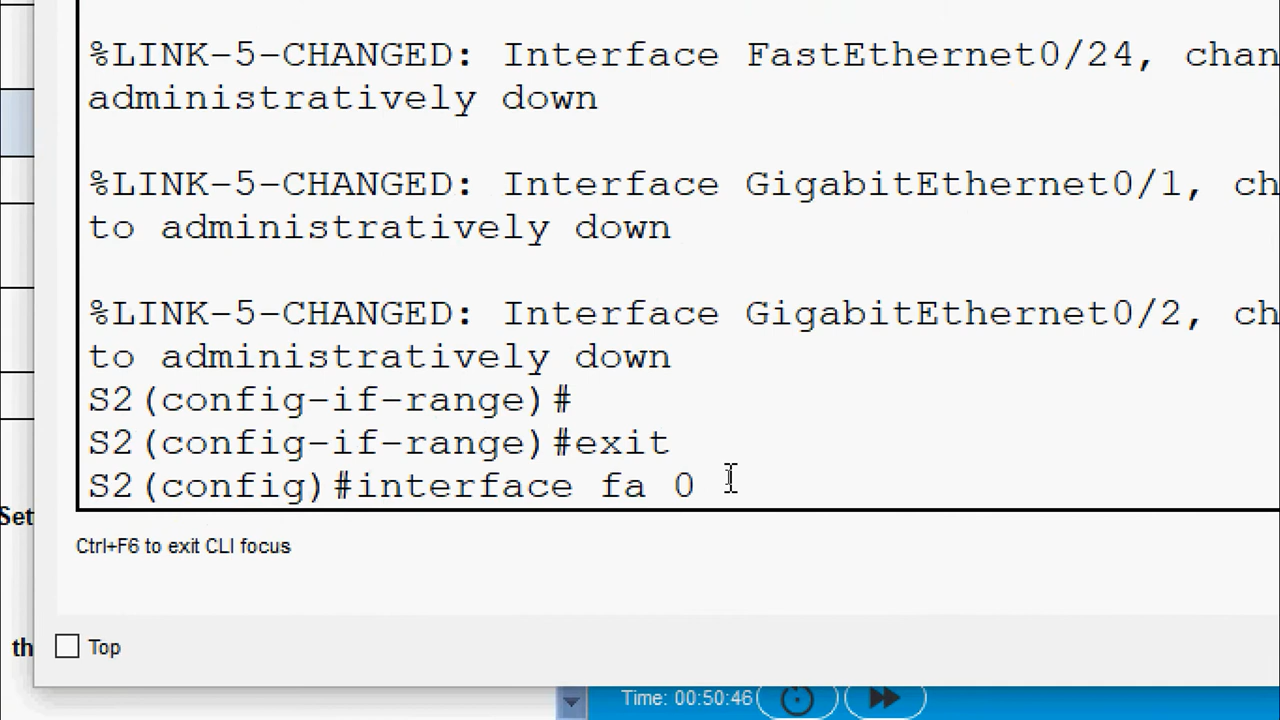 %LINK-5-CHANGED: Interface FastEthernet0/24, chan
administratively down
%LINK-5-CHANGED: Interface GigabitEthernet0/1, ch
to administratively down
%LINK-5-CHANGED: Interface GigabitEthernet0/2, ch
to administratively down
S2(config-if-range)#
S2(config-if-range)#exit
S2(config)#interface fa 0
Set
Ctrl+F6 to exit CLI focus
th
Top
Time: 00:50:46